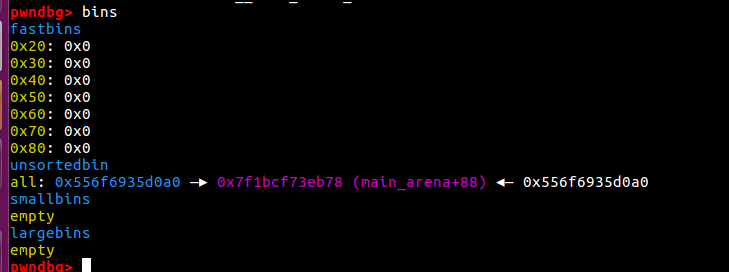 pwndbg> bins
fastbins
0x20: 0x0
0x30: 0x0
0x40: 0x0
0x50: 0x0
0x60: 0x0
0x70: 0x0
0x80: 0x0
unsortedbin
all: 0x556f6935d0a0 —▸ 0x7f1bcf73eb78 (main_arena+88) ◂— 0x556f6935d0a0
smallbins
empty
largebins
empty
pwndbg>